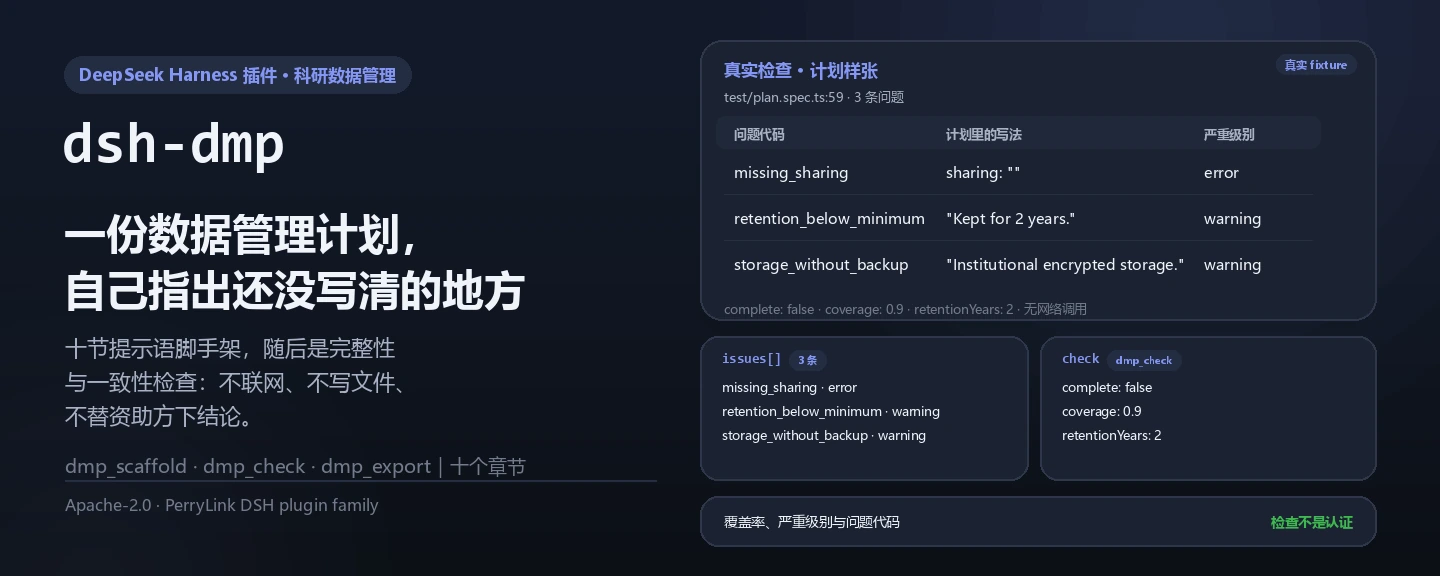 DeepSeek Harness 插件 · 科研数据管理
dsh-dmp
一份数据管理计划，
自己指出还没写清的地方
十节提示语脚手架，随后是完整性
与一致性检查：不联网、不写文件、
不替资助方下结论。
dmp_scaffold · dmp_check · dmp_export | 十个章节
Apache-2.0 · PerryLink DSH plugin family
真实检查 · 计划样张
真实 fixture
test/plan.spec.ts:59 · 3 条问题
问题代码 计划里的写法 严重级别
missing_sharing sharing: "" error
retention_below_minimum "Kept for 2 years." warning
storage_without_backup "Institutional encrypted storage." warning
complete: false · coverage: 0.9 · retentionYears: 2 · 无网络调用
issues[] 3 条
missing_sharing · error
retention_below_minimum · warning
storage_without_backup · warning
check dmp_check
complete: false
coverage: 0.9
retentionYears: 2
覆盖率、严重级别与问题代码
检查不是认证